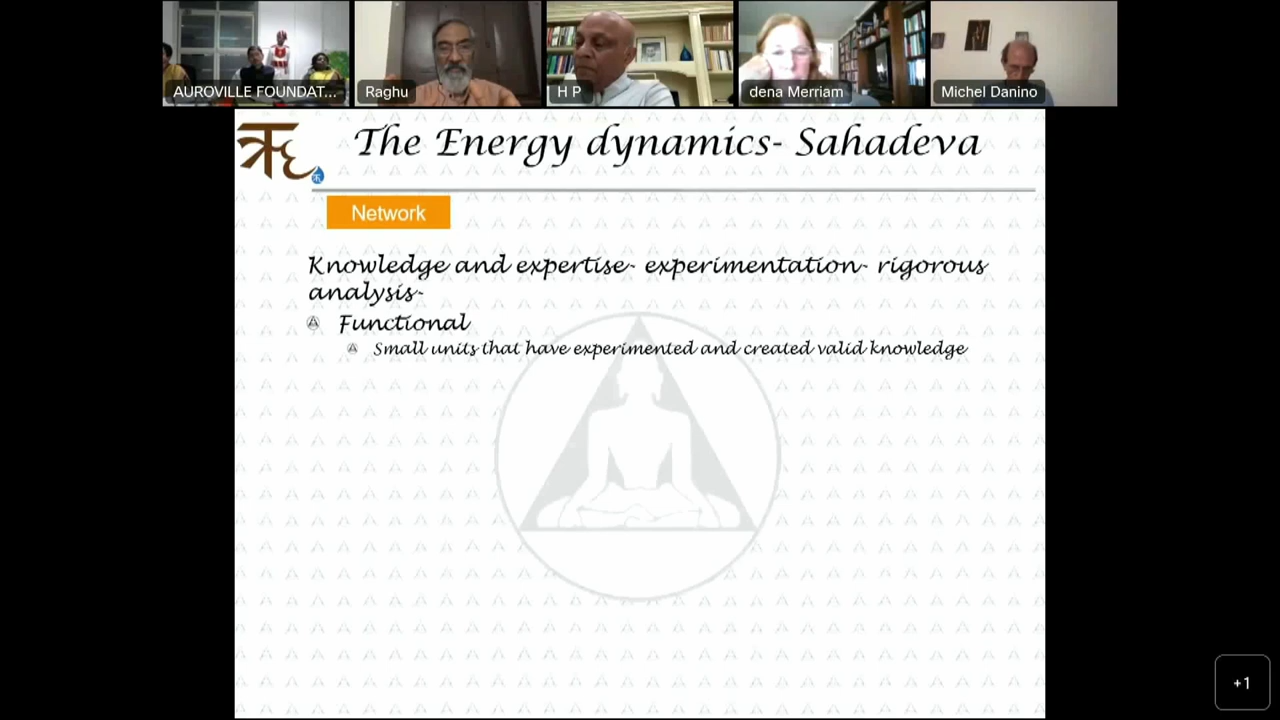 AUROVILLE FOUNDAT...
Raghu
H P
dena Merriam
Michel Danino
The Energy dynamics- Sahadeva
Network
Knowledge and expertise- experimentation- rigorous
analysis-
Functional
Small units that have experimented and created valid knowledge
+1